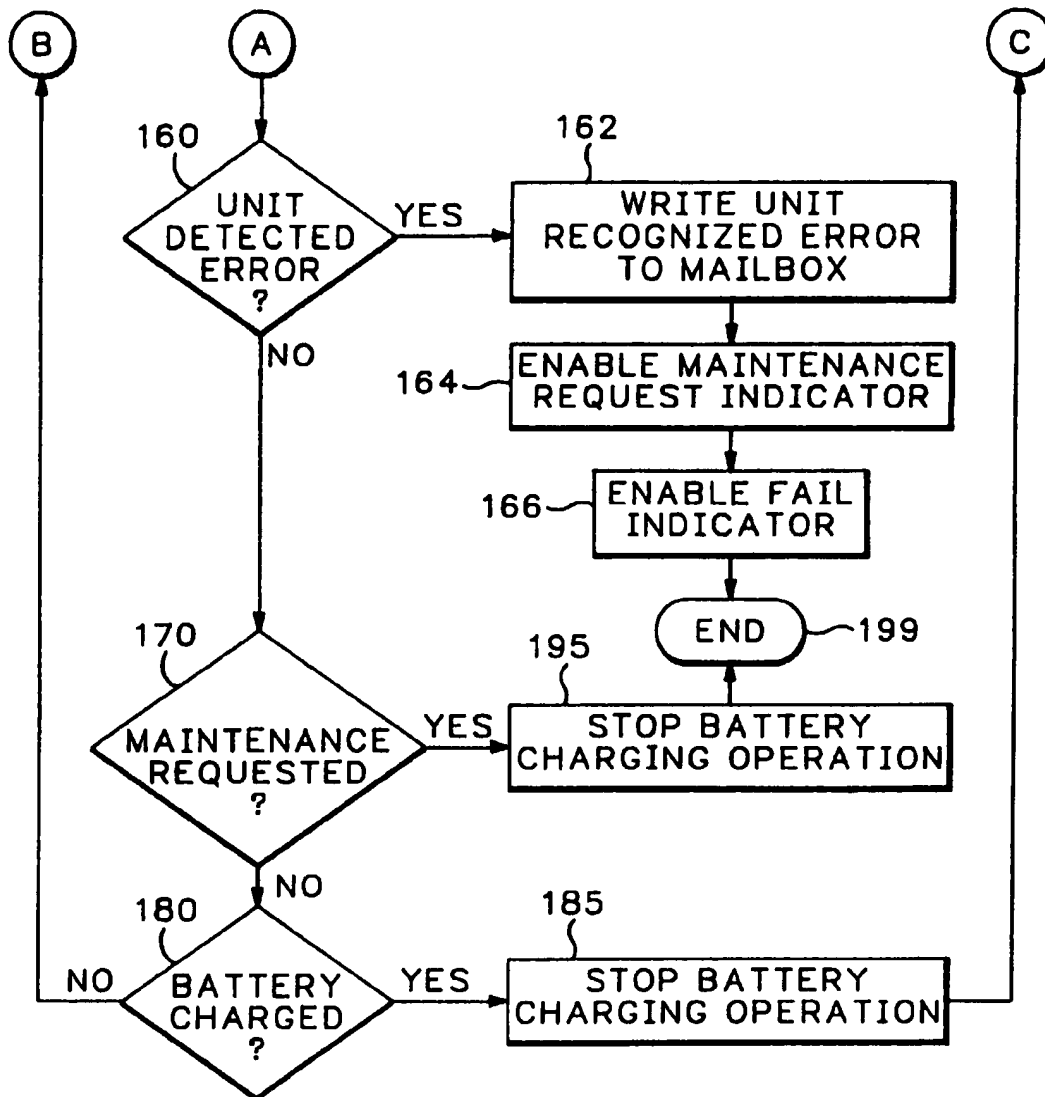 B
A
C
160
UNIT
DETECTED
ERROR
?
YES
NO
162
WRITE UNIT
RECOGNIZED ERROR
TO MAILBOX
164
ENABLE MAINTENANCE
REQUEST INDICATOR
166
ENABLE FAIL
INDICATOR
END
199
170
MAINTENANCE
REQUESTED
?
YES
NO
195
STOP BATTERY
CHARGING OPERATION
180
BATTERY
CHARGED
?
NO
YES
185
STOP BATTERY
CHARGING OPERATION